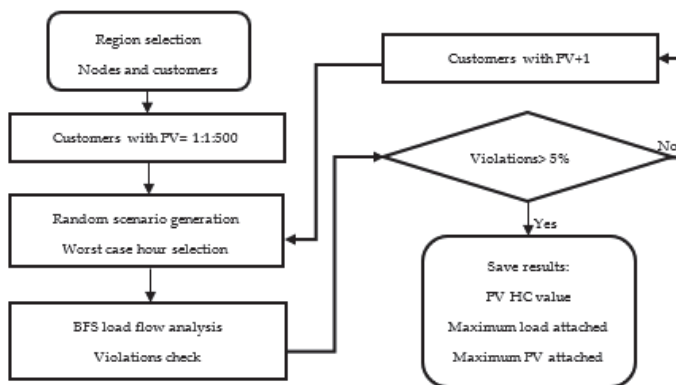 Region selection
Nodes and customers
Customers with PV= 1:1:500
Random scenario generation
Worst case hour selection
BFS load flow analysis
Violations check
Customers with PV+1
Violations> 5%
No
Yes
Save results:
PV HC value
Maximum load attached
Maximum PV attached